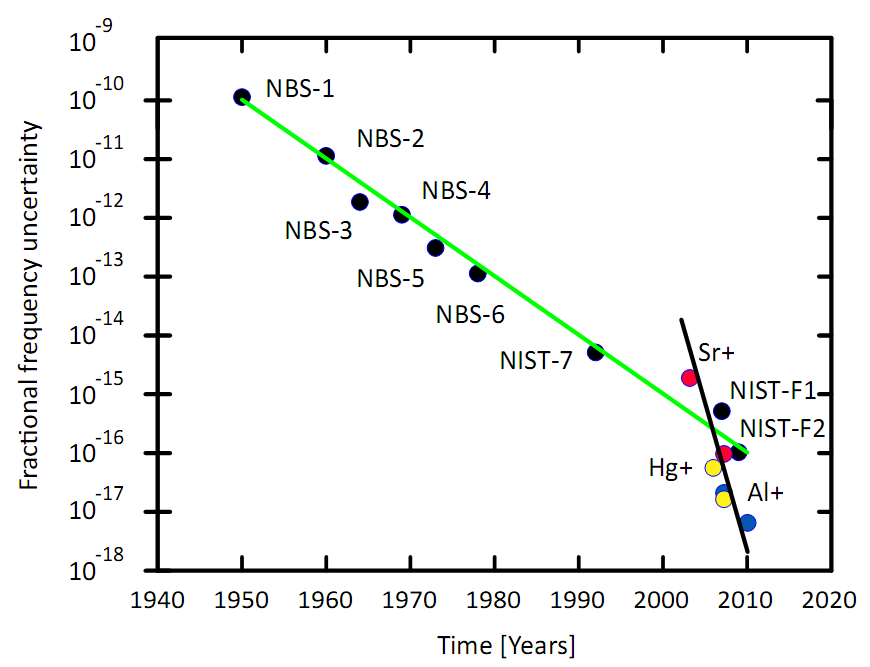 10^-9
10^-10
10^-11
10^-12
10^-13
10^-14
10^-15
10^-16
10^-17
10^-18
Fractional frequency uncertainty
NBS-1
NBS-2
NBS-4
NBS-3
NBS-5
NBS-6
NIST-7
Sr+
NIST-F1
NIST-F2
Hg+
Al+
1940 1950 1960 1970 1980 1990 2000 2010 2020
Time [Years]